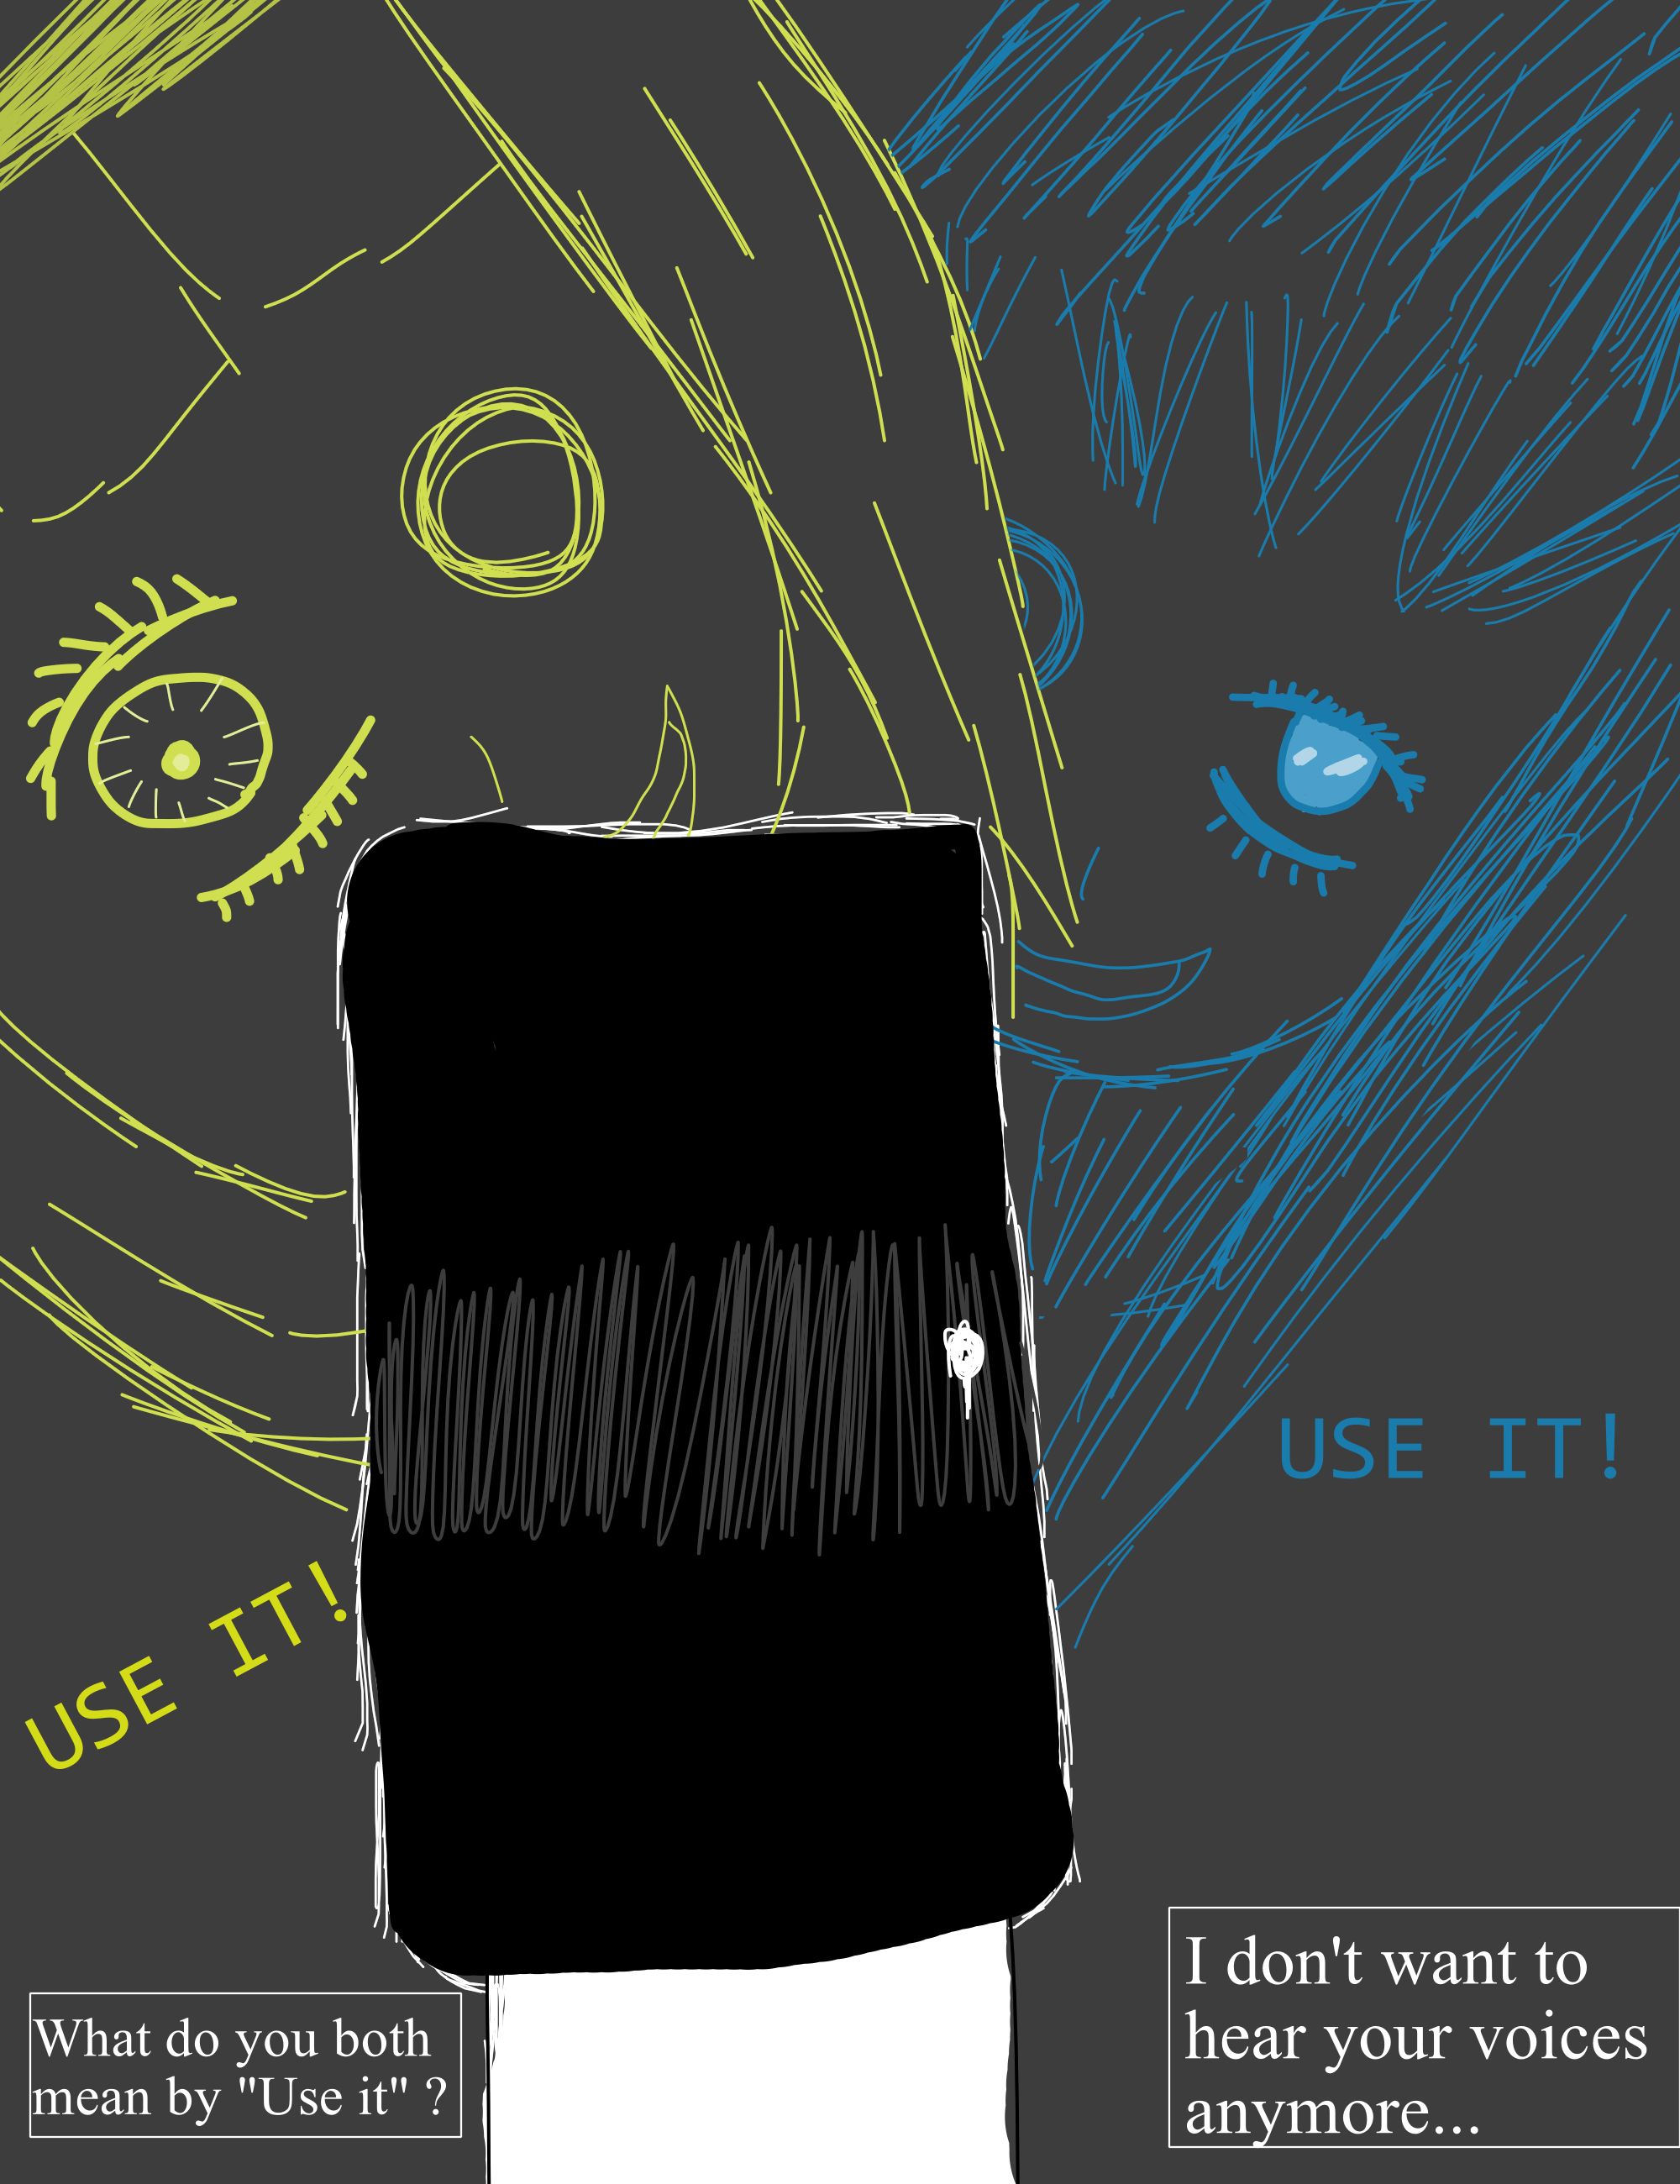 USE IT!
USE IT!
What do you both
mean by "Use it" ?
I don't want to
hear your voices
anymore...